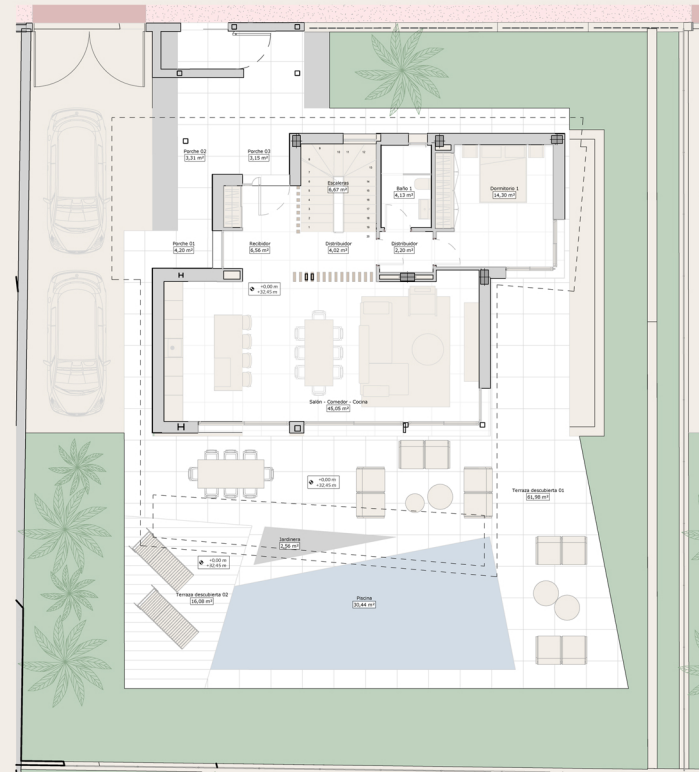 Porche 02
3,31 m²
Porche 03
3,15 m²
Escaleras
6,67 m²
Baño 1
4,13 m²
Dormitorio 1
14,30 m²
Porche 01
4,20 m²
Recibidor
6,56 m²
Distribuidor
4,02 m²
Distribuidor
2,20 m²
+0,00 m
+32,45 m
Salón - Comedor - Cocina
45,05 m²
+0,00 m
+32,45 m
Terraza descubierta 01
61,98 m²
Jardinera
2,56 m²
+0,00 m
+32,45 m
Terraza descubierta 02
16,08 m²
Piscina
30,44 m²